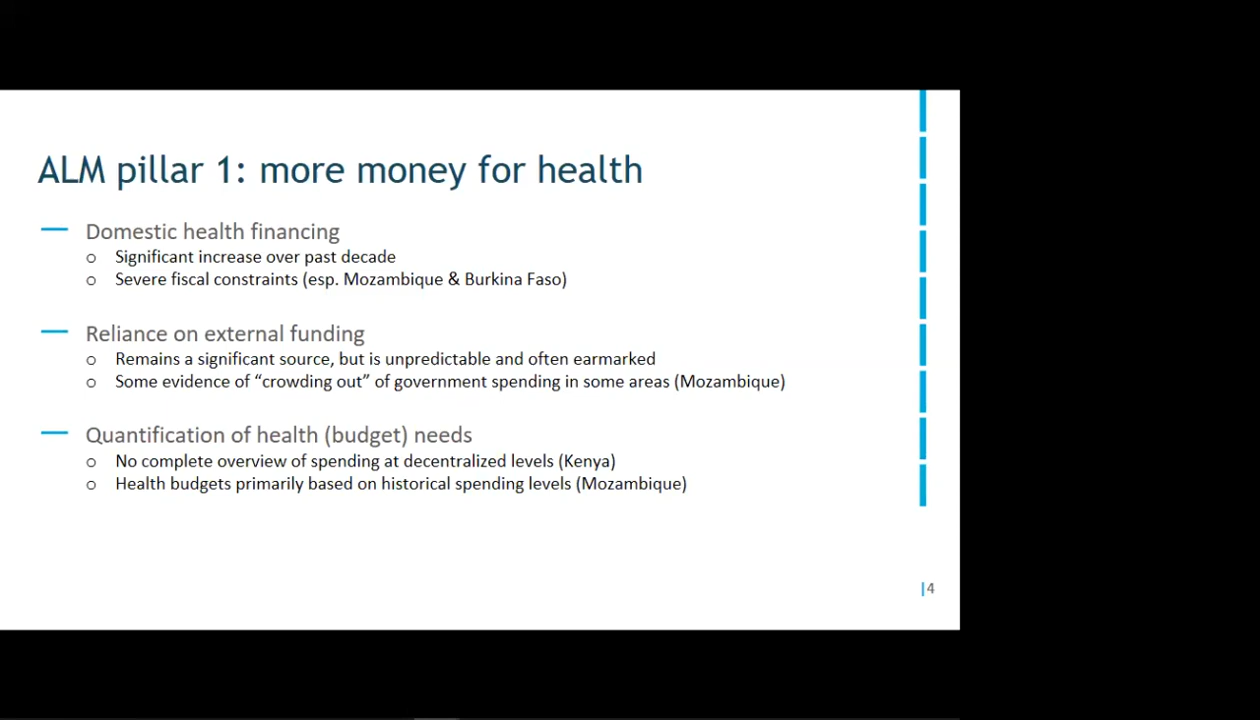 ALM pillar 1: more money for health
— Domestic health financing
o Significant increase over past decade
o Severe fiscal constraints (esp. Mozambique & Burkina Faso)
— Reliance on external funding
o Remains a significant source, but is unpredictable and often earmarked
o Some evidence of “crowding out” of government spending in some areas (Mozambique)
— Quantification of health (budget) needs
o No complete overview of spending at decentralized levels (Kenya)
o Health budgets primarily based on historical spending levels (Mozambique)
|4